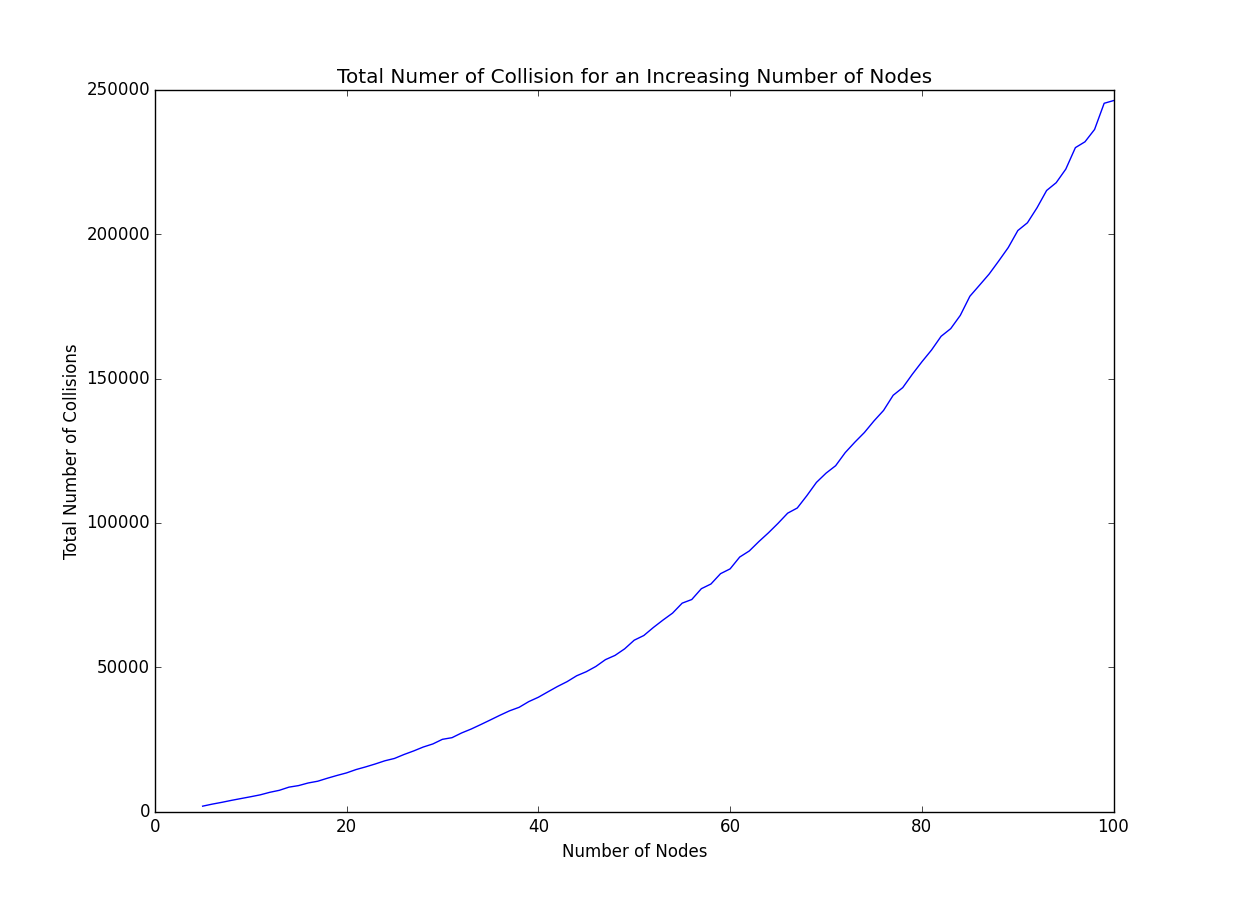 Total Numer of Collision for an Increasing Number of Nodes
250000
200000
150000
100000
50000
0
Total Number of Collisions
0 20 40 60 80 100
Number of Nodes